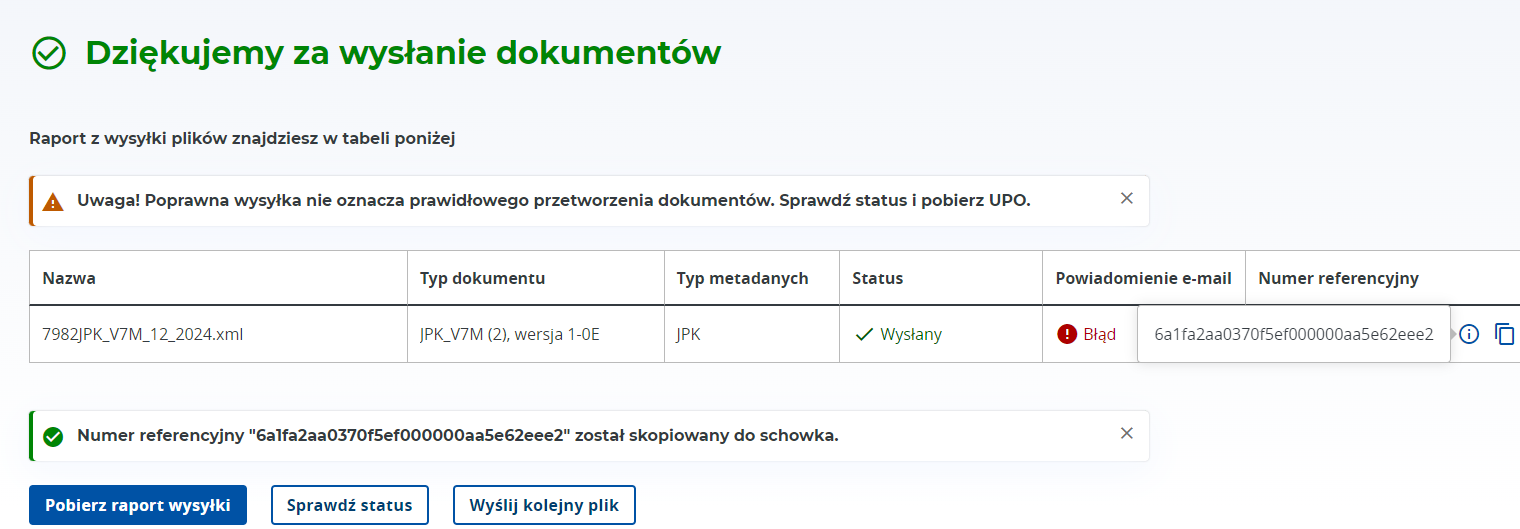 Dziękujemy za wysłanie dokumentów
Raport z wysyłki plików znajdziesz w tabeli poniżej
Uwaga! Poprawna wysyłka nie oznacza prawidłowego przetworzenia dokumentów. Sprawdź status i pobierz UPO.
Nazwa Typ dokumentu Typ metadanych Status Powiadomienie e-mail Numer referencyjny
7982JPK_V7M_12_2024.xml JPK_V7M (2), wersja 1-0E JPK Wysłany Błąd 6a1fa2aa0370f5ef000000aa5e62eee2
Numer referencyjny "6a1fa2aa0370f5ef000000aa5e62eee2" został skopiowany do schowka.
Pobierz raport wysyłki Sprawdź status Wyślij kolejny plik